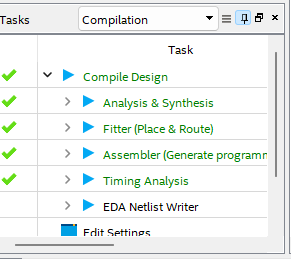 Tasks
Compilation
Task
Compile Design
Analysis & Synthesis
Fitter (Place & Route)
Assembler (Generate programm
Timing Analysis
EDA Netlist Writer
Edit Settings